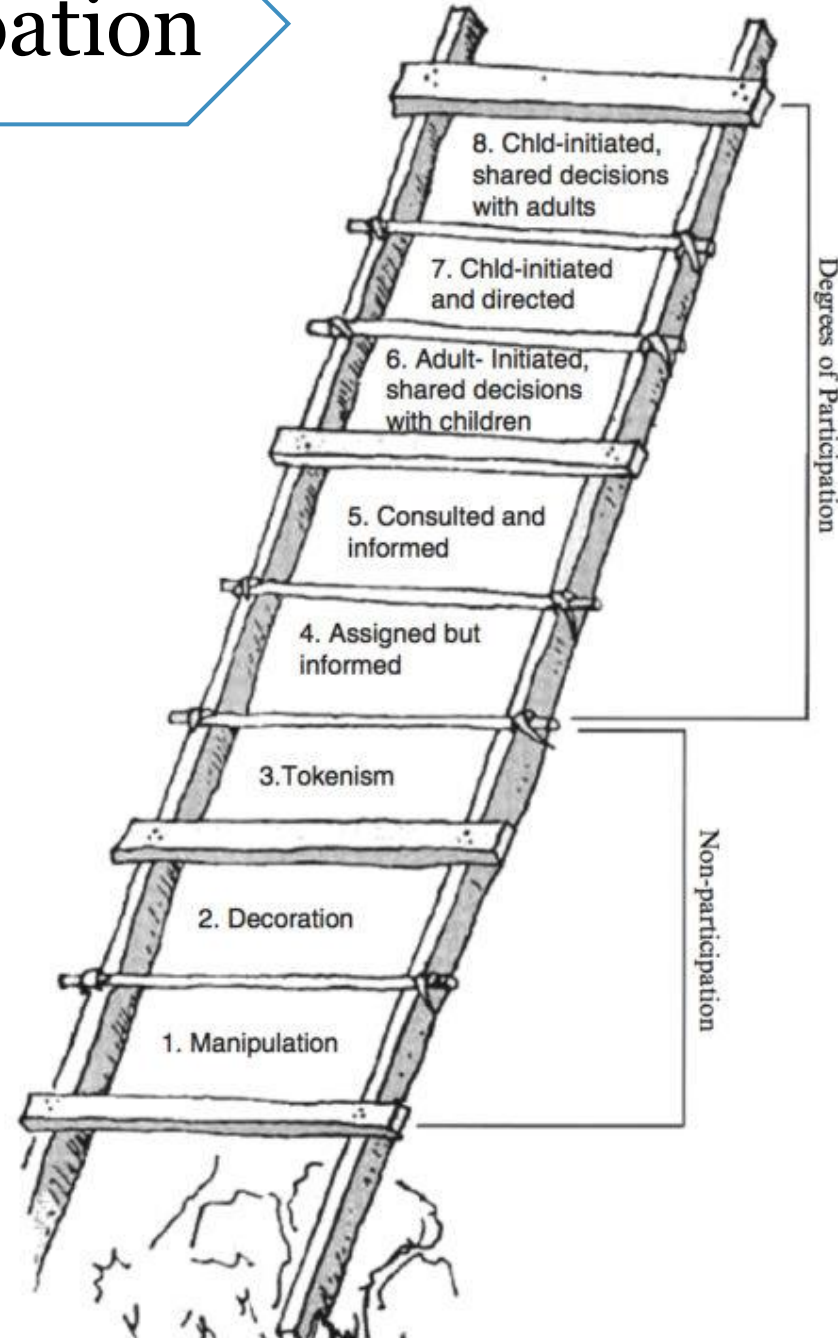 8. Chld-initiated,
shared decisions
with adults
7. Chld-initiated
and directed
6. Adult- Initiated,
shared decisions
with children
5. Consulted and
informed
4. Assigned but
informed
3.Tokenism
2. Decoration
1. Manipulation
Degrees of Participation
Non-participation